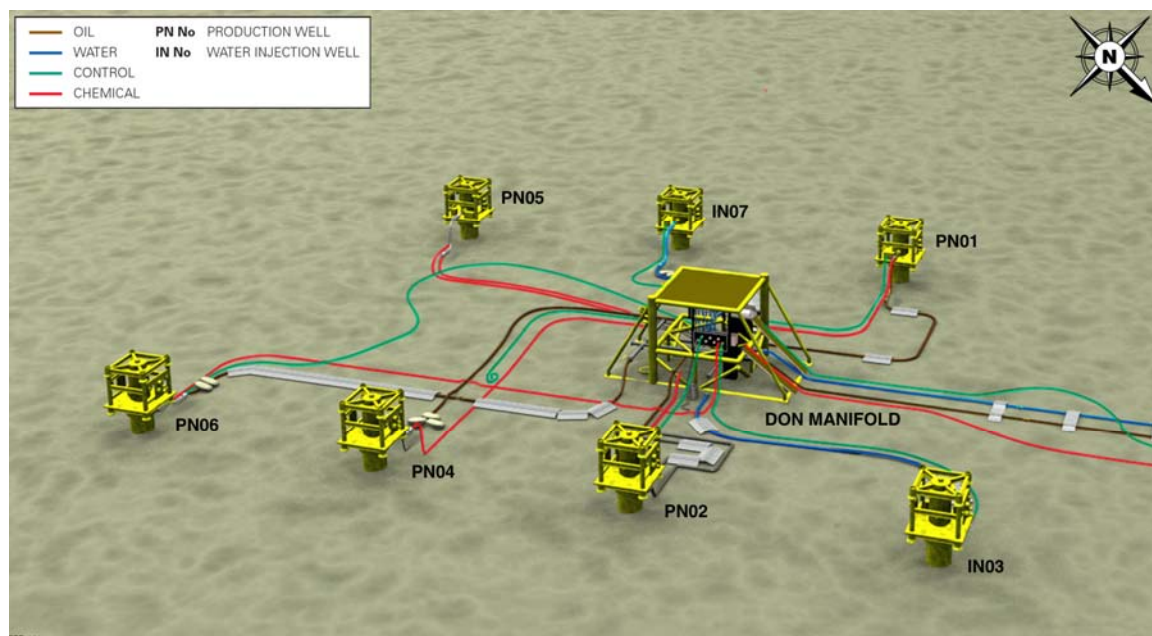 OIL PN No PRODUCTION WELL
WATER IN No WATER INJECTION WELL
CONTROL
CHEMICAL
N
PN05
IN07
PN01
PN06
DON MANIFOLD
PN04
PN02
IN03